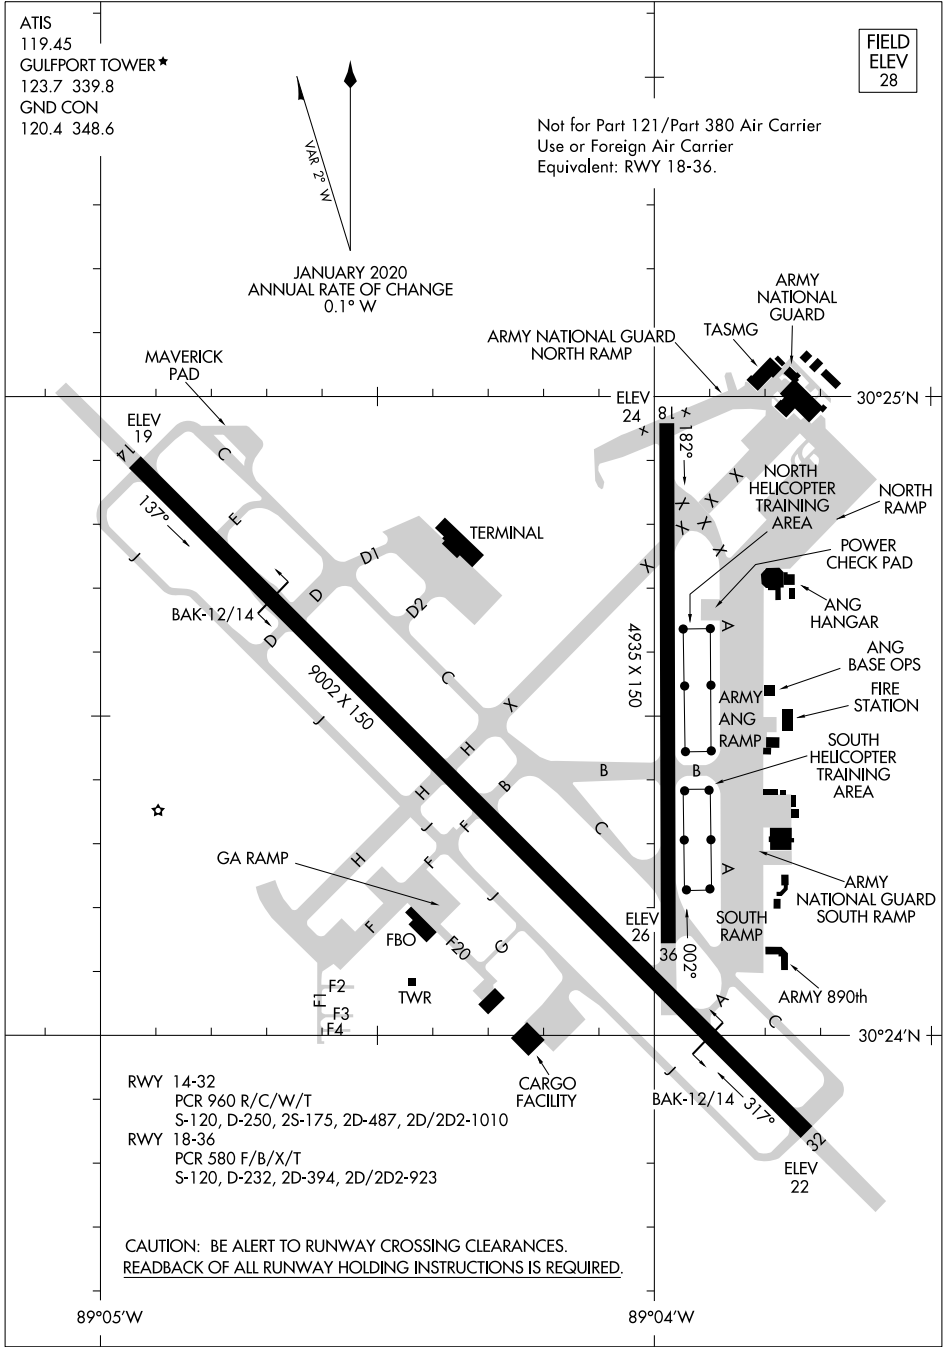 ATIS
119.45
GULFPORT TOWER
123.7 339.8
GND CON
120.4 348.6
FIELD
ELEV
28
Not for Part 121/Part 380 Air Carrier
Use or Foreign Air Carrier
Equivalent: RWY 18-36.
VAR 2° W
JANUARY 2020
ANNUAL RATE OF CHANGE
0.1° W
ARMY
NATIONAL
GUARD
TASMG
ARMY NATIONAL GUARD
NORTH RAMP
MAVERICK
PAD
30°25'N
ELEV
24
18
X
X
182°
ELEV
19
14
137°
C
E
J
D1
D
D2
D
TERMINAL
BAK-12/14
X
X
X
X
X
X
X
NORTH
HELICOPTER
TRAINING
AREA
NORTH
RAMP
POWER
CHECK PAD
ANG
HANGAR
A
4935 X 150
9002 X 150
J
C
X
H
ANG
BASE OPS
FIRE
STATION
ARMY
ANG
RAMP
SOUTH
HELICOPTER
TRAINING
AREA
B
B
B
H
J
F
C
H
F
GA RAMP
J
A
F
FBO
F20
G
ARMY
NATIONAL GUARD
SOUTH RAMP
SOUTH
RAMP
ELEV
26
36
002°
ARMY 890th
TWR
F1
F2
F3
F4
A
C
30°24'N
J
CARGO
FACILITY
BAK-12/14
317°
32
ELEV
22
RWY 14-32
PCR 960 R/C/W/T
S-120, D-250, 2S-175, 2D-487, 2D/2D2-1010
RWY 18-36
PCR 580 F/B/X/T
S-120, D-232, 2D-394, 2D/2D2-923
CAUTION: BE ALERT TO RUNWAY CROSSING CLEARANCES.
READBACK OF ALL RUNWAY HOLDING INSTRUCTIONS IS REQUIRED.
89°05'W
89°04'W